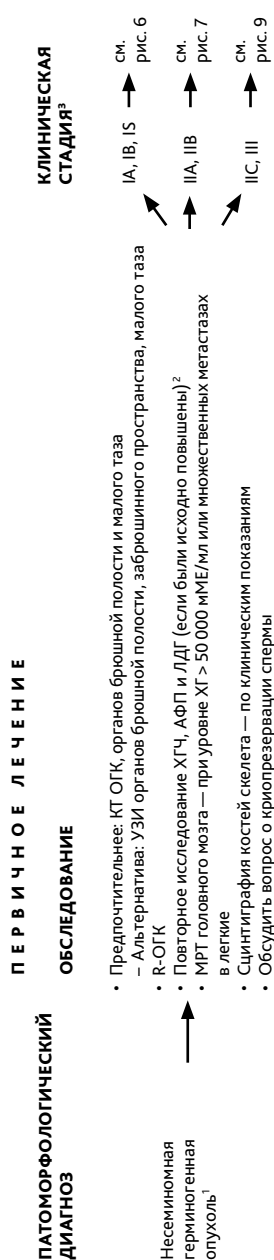 ПЕРВИЧНОЕ ЛЕЧЕНИЕ
ПАТОМОРФОЛОГИЧЕСКИЙ
ДИАГНОЗ
Несеминомная
герминогенная
опухоль¹
ОБСЛЕДОВАНИЕ
• Предпочтительнее: КТ ОГК, органов брюшной полости и малого таза
– Альтернатива: УЗИ органов брюшной полости, забрюшинного пространства, малого таза
• R-ОГК
• Повторное исследование ХГЧ, АФП и ЛДГ (если были исходно повышены)²
• МРТ головного мозга — при уровне ХГ > 50 000 мМЕ/мл или множественных метастазах
в легкие
• Сцинтиграфия костей скелета — по клиническим показаниям
• Обсудить вопрос о криопрезервации спермы
КЛИНИЧЕСКАЯ
СТАДИЯ³
IA, IB, IS
см.
рис. 6
IIA, IIB
см.
рис. 7
IIC, III
см.
рис. 9